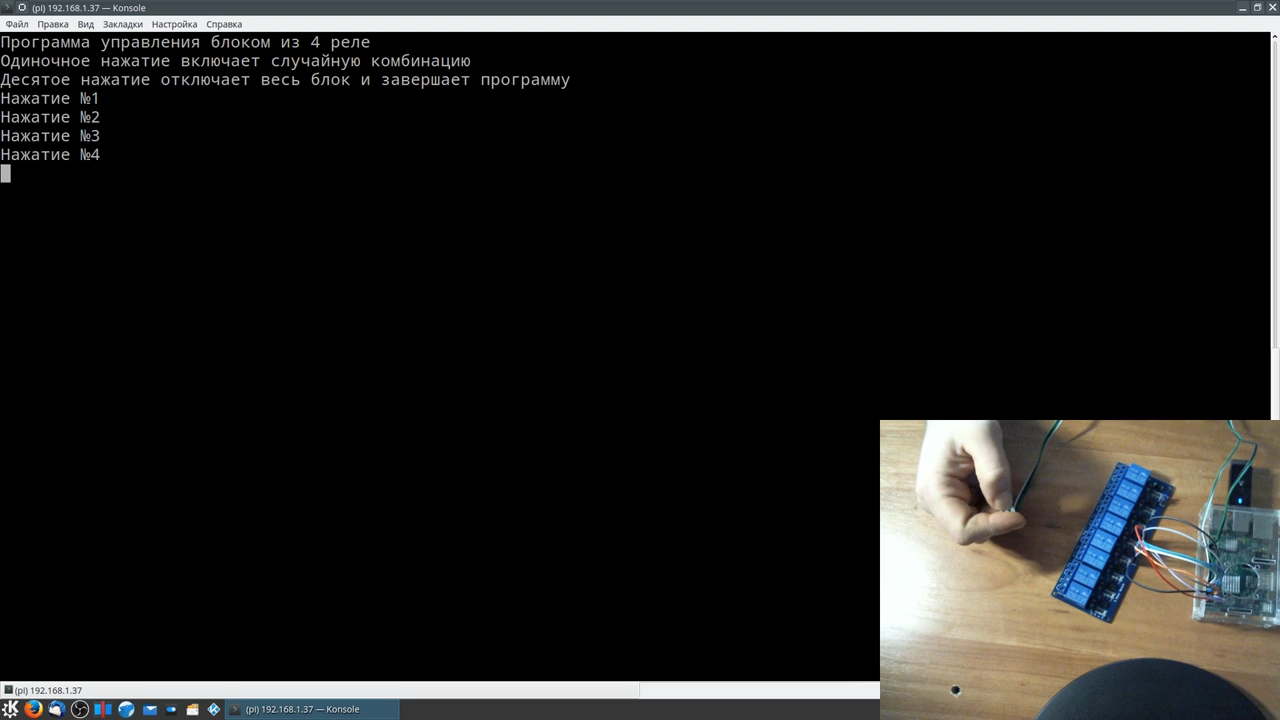 (pi) 192.168.1.37 — Konsole
Файл Правка Вид Закладки Настройка Справка
Программа управления блоком из 4 реле
Одиночное нажатие включает случайную комбинацию
Десятое нажатие отключает весь блок и завершает программу
Нажатие №1
Нажатие №2
Нажатие №3
Нажатие №4
(pi) 192.168.1.37
(pi) 192.168.1.37 — Konsole